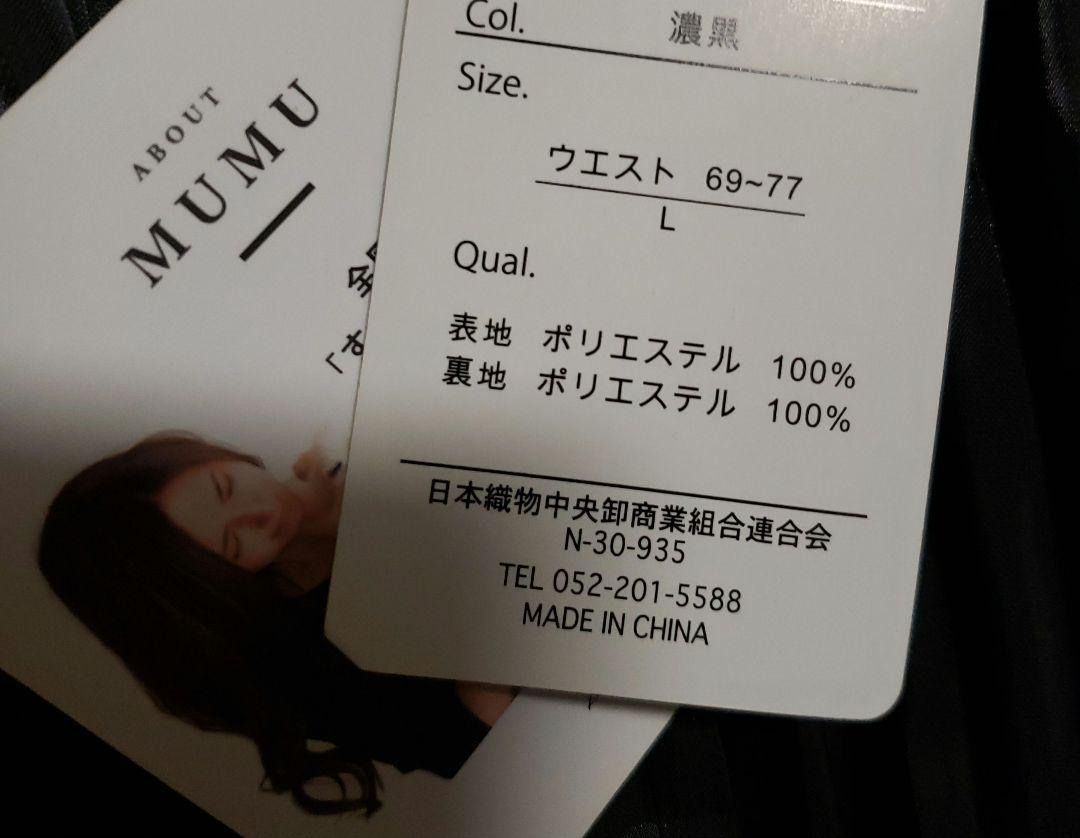 ABOUT
MUMU
「す
Col. 濃黒
Size.
ウエスト 69~77
L
Qual.
表地 ポリエステル 100%
裏地 ポリエステル 100%
日本織物中央卸商業組合連合会
N-30-935
TEL 052-201-5588
MADE IN CHINA